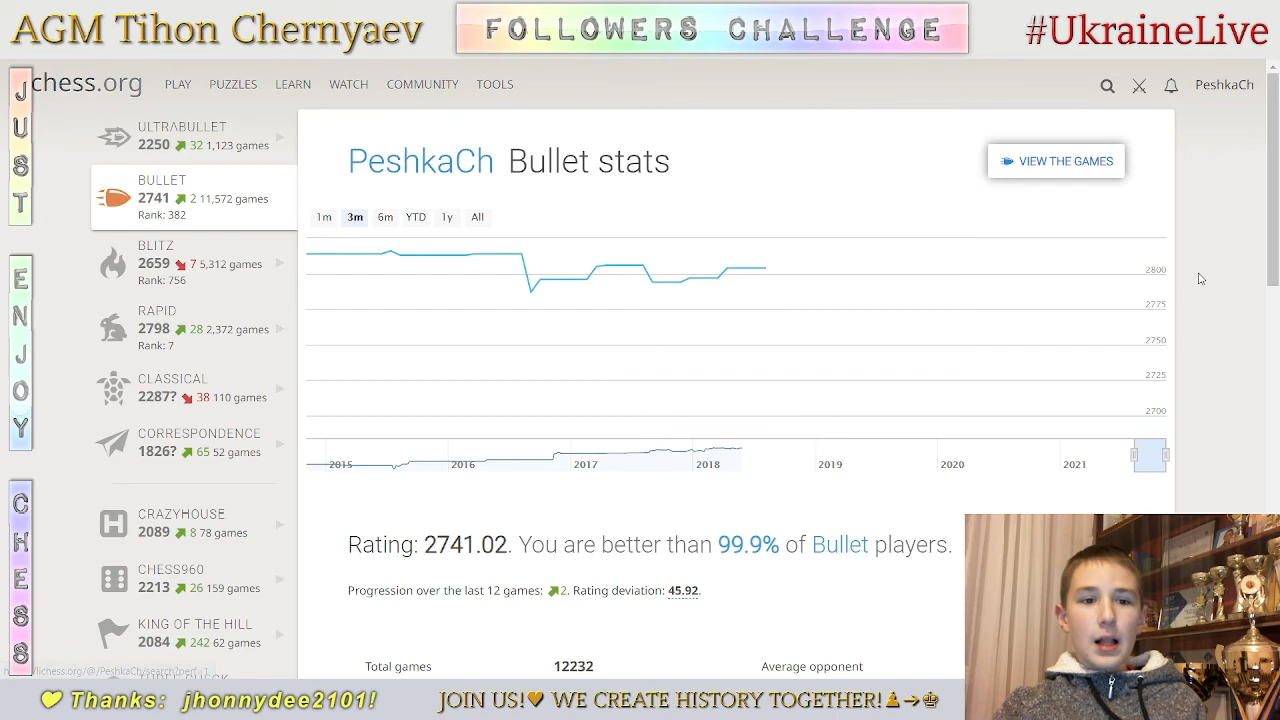 AGM Tihon Chernyaev
FOLLOWERS CHALLENGE
#UkraineLive
JUST
ENJOY
CHESS
chess.org
PLAY PUZZLES LEARN WATCH COMMUNITY TOOLS
PeshkaCh
ULTRABULLET
2250 32 1,123 games
BULLET
2741 2 11,572 games
Rank: 382
BLITZ
2659 7 5,312 games
Rank: 756
RAPID
2798 28 2,372 games
Rank: 7
CLASSICAL
2287? 38 110 games
CORRESPONDENCE
1826? 65 52 games
CRAZYHOUSE
2089 8 78 games
CHESS960
2213 26 159 games
KING OF THE HILL
2084 242 62 games
PeshkaCh Bullet stats
VIEW THE GAMES
1m 3m 6m YTD 1y All
2800
2775
2750
2725
2700
2015 2016 2017 2018 2019 2020 2021
Rating: 2741.02. You are better than 99.9% of Bullet players.
Progression over the last 12 games: 2. Rating deviation: 45.92.
Total games 12232 Average opponent
Thanks: jhonnydee2101!
JOIN US! WE CREATE HISTORY TOGETHER!